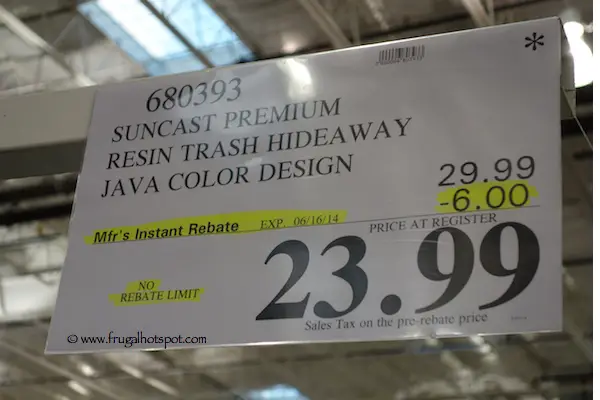 *
680393
SUNCAST PREMIUM
RESIN TRASH HIDEAWAY
JAVA COLOR DESIGN
29.99
-6.00
Mfr's Instant Rebate EXP. 06/16/14
PRICE AT REGISTER
23.99
NO
REBATE LIMIT
Sales Tax on the pre-rebate price
© www.frugalhotspot.com